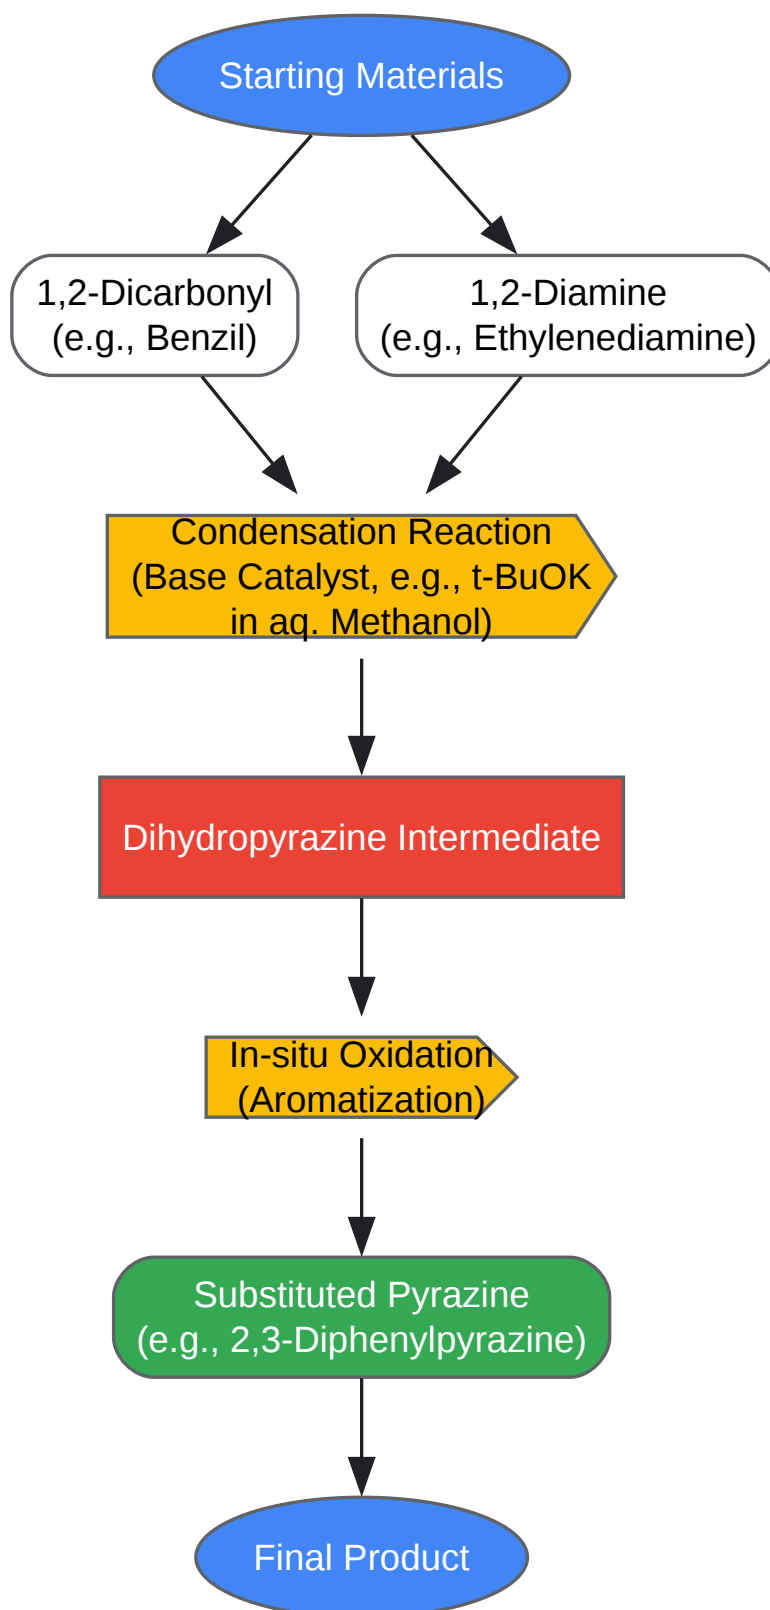 Starting Materials
1,2-Dicarbonyl
(e.g., Benzil)
1,2-Diamine
(e.g., Ethylenediamine)
Condensation Reaction
(Base Catalyst, e.g., t-BuOK
in aq. Methanol)
Dihydropyrazine Intermediate
In-situ Oxidation
(Aromatization)
Substituted Pyrazine
(e.g., 2,3-Diphenylpyrazine)
Final Product